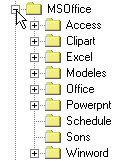 MSOffice
Access
Clipart
Excel
Modeles
Office
Powerpnt
Schedule
Sons
Winword